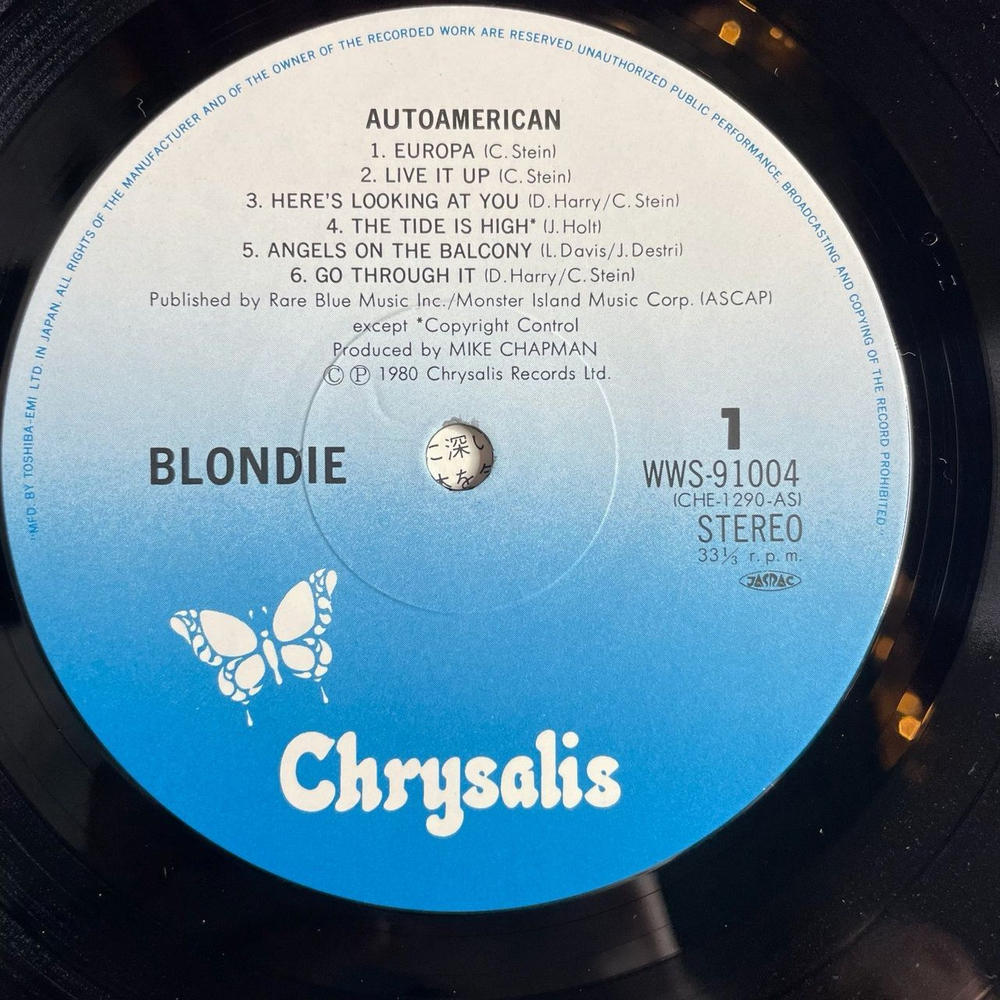 "MFD. BY TOSHIBA-EMI LTD. IN JAPAN. ALL RIGHTS OF THE MANUFACTURER AND OF THE OWNER OF THE RECORDED WORK ARE RESERVED. UNAUTHORIZED PUBLIC PERFORMANCE, BROADCASTING AND COPYING OF THE RECORD PROHIBITED."
AUTOAMERICAN
1. EUROPA (C. Stein)
2. LIVE IT UP (C. Stein)
3. HERE'S LOOKING AT YOU (D. Harry/C. Stein)
4. THE TIDE IS HIGH* (J. Holt)
5. ANGELS ON THE BALCONY (L. Davis/J. Destri)
6. GO THROUGH IT (D. Harry/C. Stein)
Published by Rare Blue Music Inc./Monster Island Music Corp. (ASCAP)
except *Copyright Control
Produced by MIKE CHAPMAN
Ⓒ Ⓟ 1980 Chrysalis Records Ltd.
BLONDIE
に深い
1
WWS-91004
(CHE-1290-AS)
STEREO
33⅓ r. p. m.
JASRAC
Chrysalis